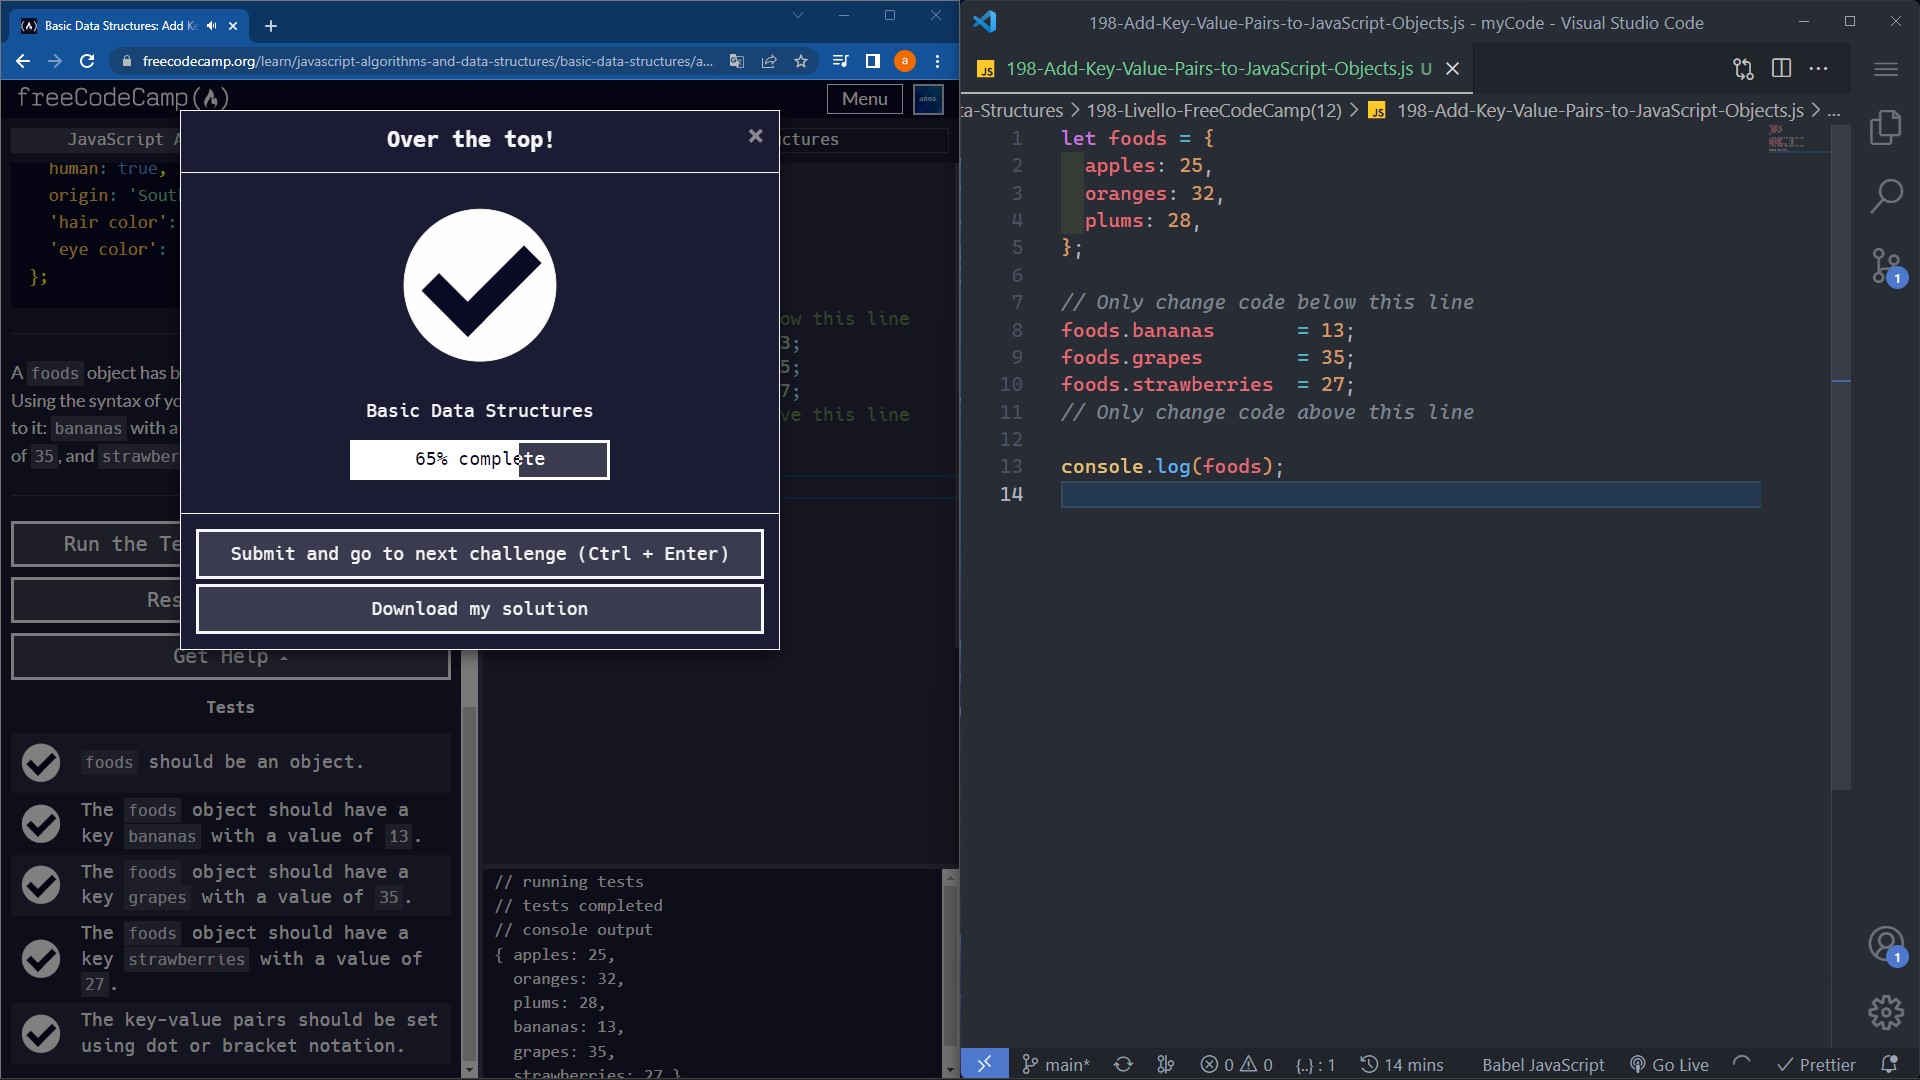 Basic Data Structures: Add Ke
freecodecamp.org/learn/javascript-algorithms-and-data-structures/basic-data-structures/a...
a
freeCodeCamp(🔥)
Menu
JavaScript A
ctures
human: true,
origin: 'Sout
'hair color':
'eye color':
};
A foods object has b
Using the syntax of yo
to it: bananas with a
of 35, and strawber
Run the Te
Res
Get Help
Tests
foods should be an object.
The foods object should have a
key bananas with a value of 13.
The foods object should have a
key grapes with a value of 35.
The foods object should have a
key strawberries with a value of
27.
The key-value pairs should be set
using dot or bracket notation.
Over the top!
Basic Data Structures
65% complete
Submit and go to next challenge (Ctrl + Enter)
Download my solution
ow this line
3;
5;
7;
ve this line
// running tests
// tests completed
// console output
{ apples: 25,
oranges: 32,
plums: 28,
bananas: 13,
grapes: 35,
strawberries: 27 }
198-Add-Key-Value-Pairs-to-JavaScript-Objects.js - myCode - Visual Studio Code
JS 198-Add-Key-Value-Pairs-to-JavaScript-Objects.js U
ta-Structures > 198-Livello-FreeCodeCamp(12) > JS 198-Add-Key-Value-Pairs-to-JavaScript-Objects.js > ...
1 let foods = {
2 apples: 25,
3 oranges: 32,
4 plums: 28,
5 };
6
7 // Only change code below this line
8 foods.bananas = 13;
9 foods.grapes = 35;
10 foods.strawberries = 27;
11 // Only change code above this line
12
13 console.log(foods);
14
1
1
main* 0 0 {..} : 1 14 mins Babel JavaScript Go Live Prettier